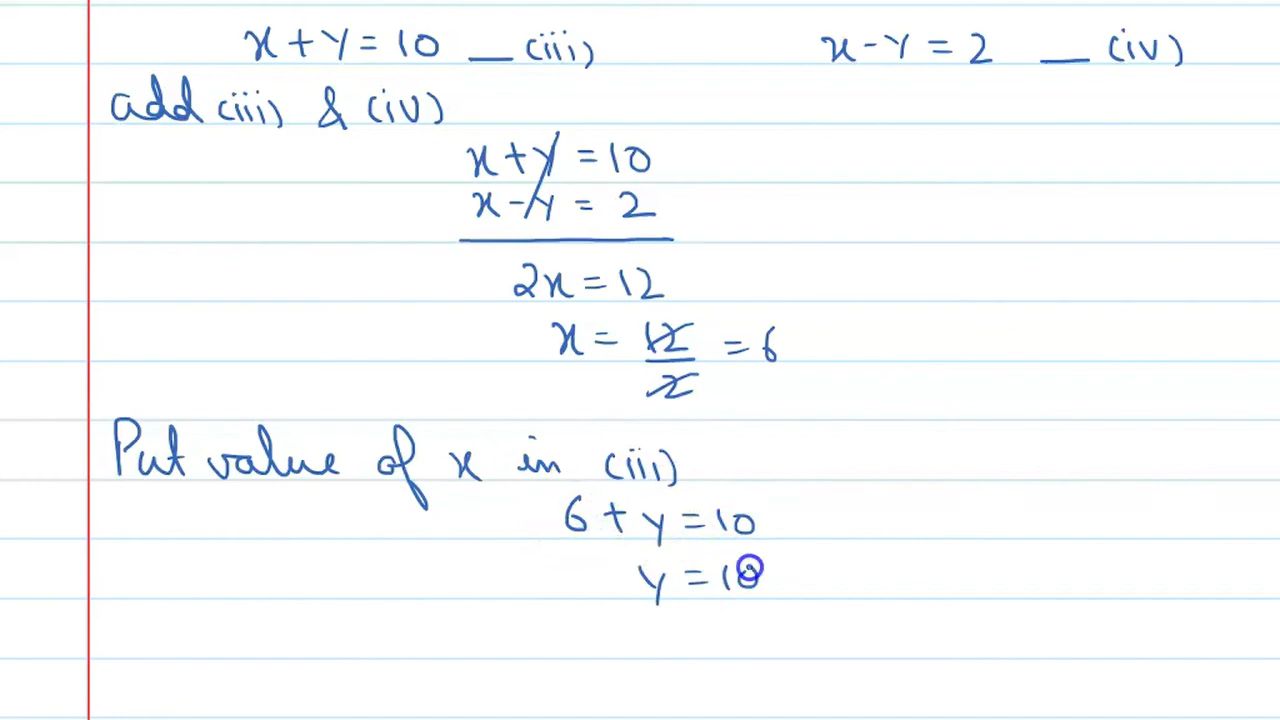 x + y = 10 __ (iii)
x - y = 2 __ (iv)
add (iii) & (iv)
x + y = 10
x - y = 2
2x = 12
x = 12/2 = 6
Put value of x in (iii)
6 + y = 10
y = 10